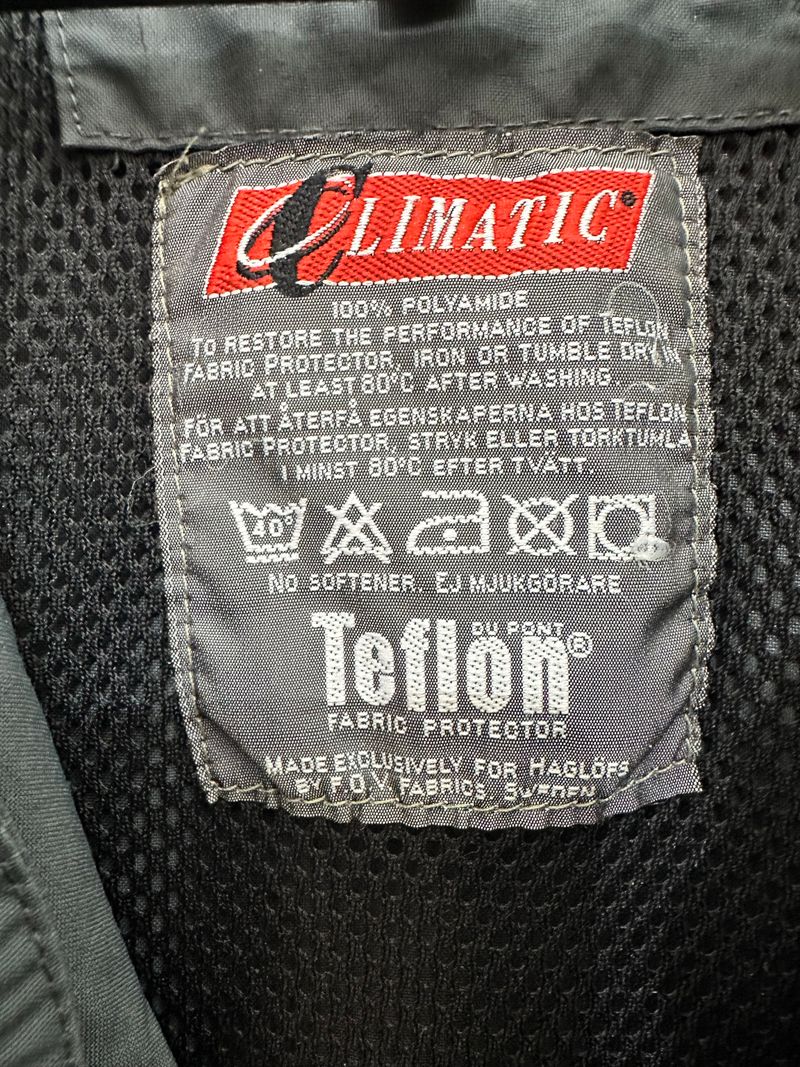 CLIMATIC®
100% POLYAMIDE
TO RESTORE THE PERFORMANCE OF TEFLON
FABRIC PROTECTOR, IRON OR TUMBLE DRY IN
AT LEAST 80°C AFTER WASHING.
FÖR ATT ÅTERFÅ EGENSKAPERNA HOS TEFLON
FABRIC PROTECTOR, STRYK ELLER TORKTUMLA
I MINST 80°C EFTER TVÄTT.
40°
NO SOFTENER. EJ MJUKGÖRARE
DU PONT
Teflon®
FABRIC PROTECTOR
MADE EXCLUSIVELY FOR HAGLÖFS
BY F.O.V. FABRICS, SWEDEN